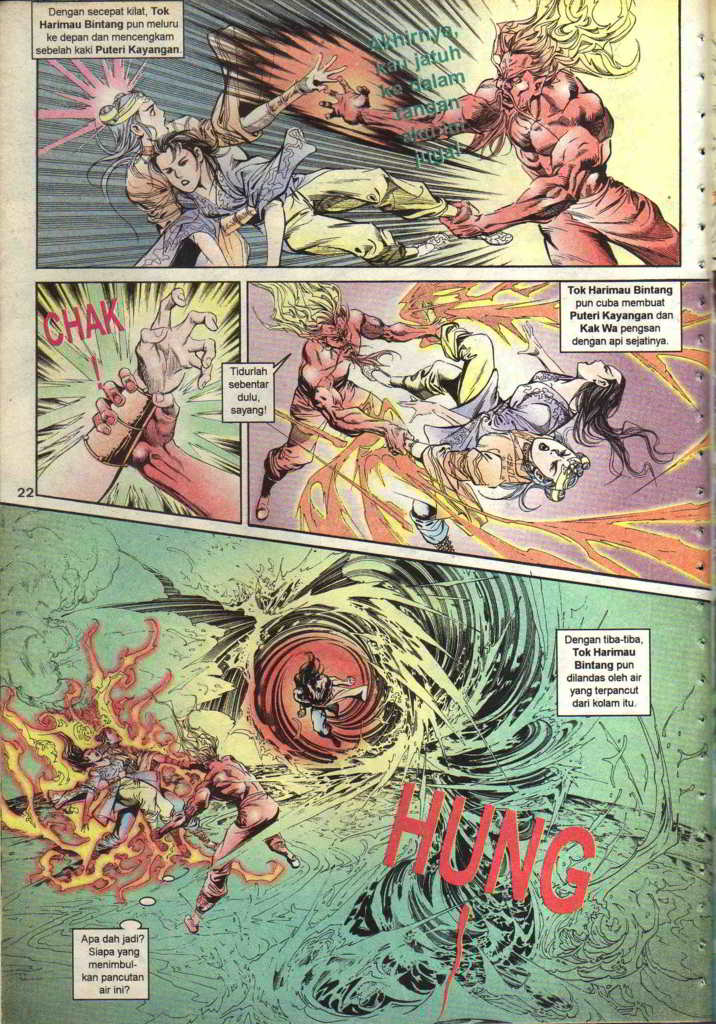 Dengan secepat kilat, Tok
Harimau Bintang pun meluru
ke depan dan mencengkam
sebelah kaki Puteri Kayangan.
Akhirnya,
kau jatuh
ke dalam
tangan
aku
juga!
CHAK
!
Tidurlah
sebentar
dulu,
sayang!
Tok Harimau Bintang
pun cuba membuat
Puteri Kayangan dan
Kak Wa pengsan
dengan api sejatinya.
22
Dengan tiba-tiba,
Tok Harimau
Bintang pun
dilandas oleh air
yang terpancut
dari kolam itu.
HUNG
!
Apa dah jadi?
Siapa yang
menimbul-
kan pancutan
air ini?